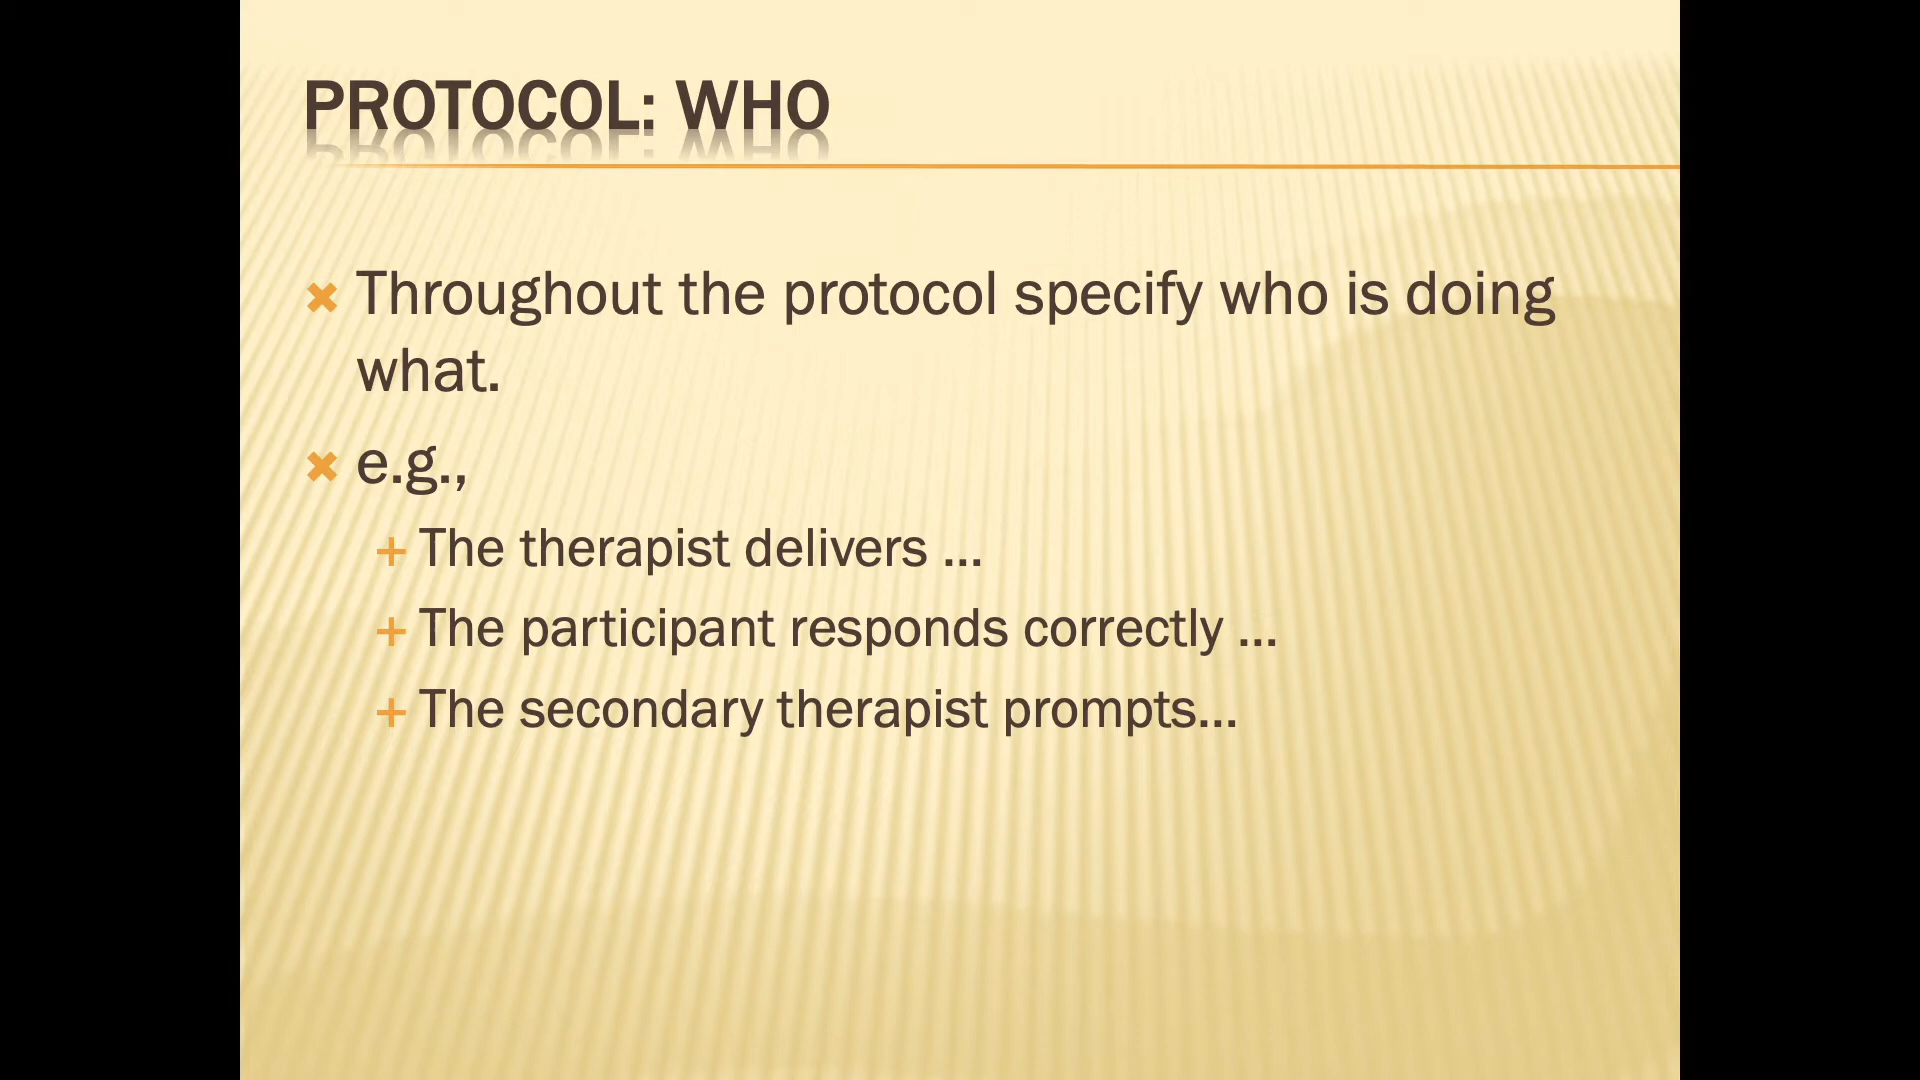 PROTOCOL: WHO
Throughout the protocol specify who is doing
what.
e.g.,
The therapist delivers ...
The participant responds correctly ...
The secondary therapist prompts...